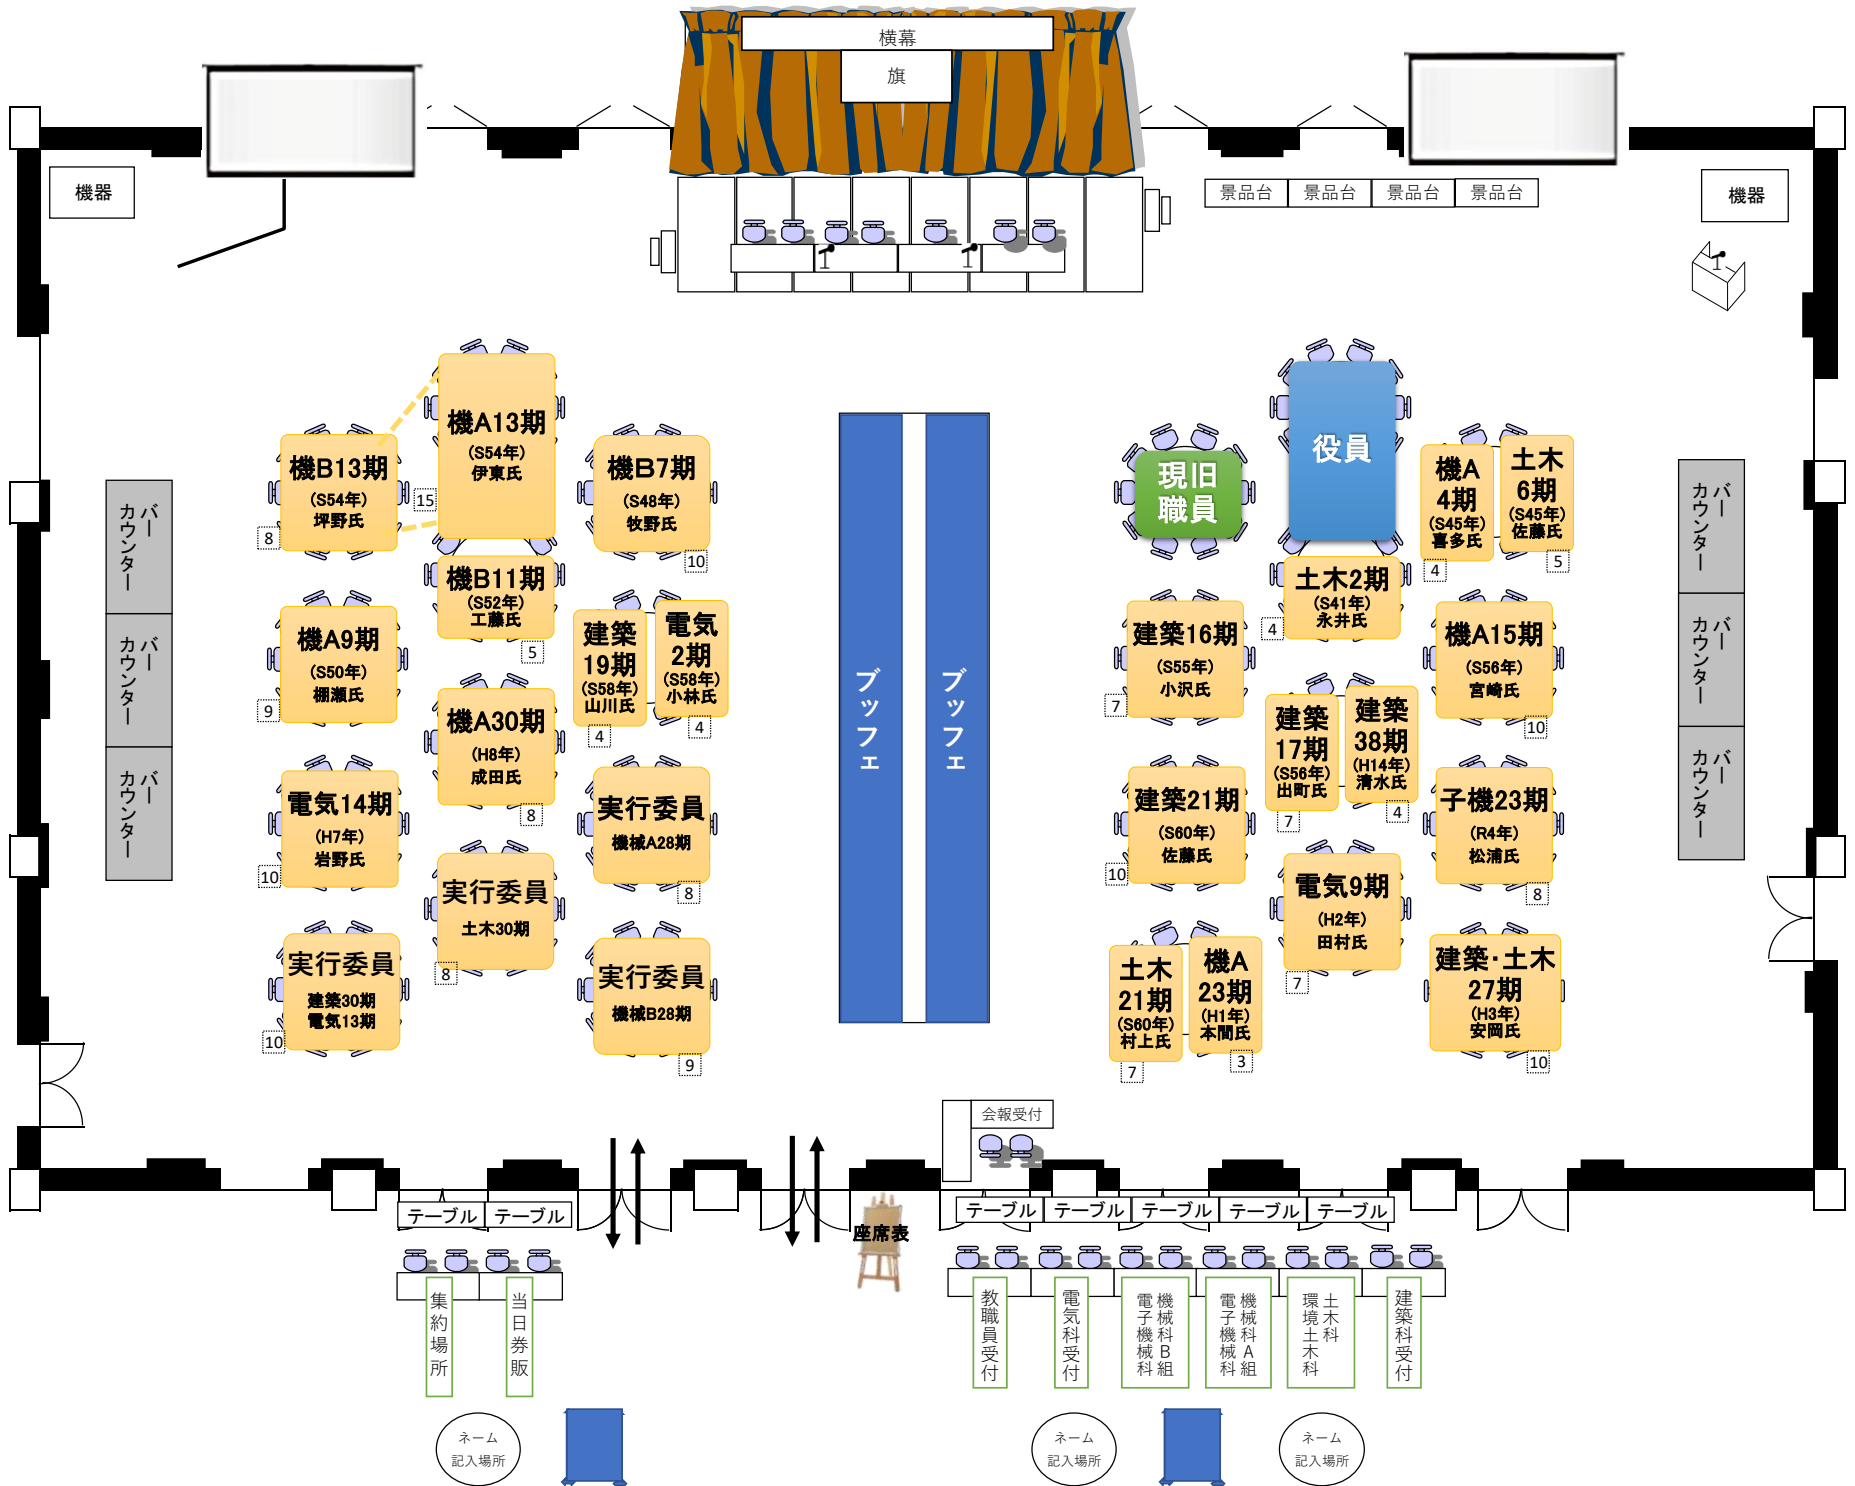 横幕
旗
機器
景品台
景品台
景品台
景品台
機器
機A13期
(S54年)
伊東氏
15
機B13期
(S54年)
坪野氏
8
機B7期
(S48年)
牧野氏
10
機B11期
(S52年)
工藤氏
5
機A9期
(S50年)
棚瀬氏
9
建築
19期
(S58年)
山川氏
4
電気
2期
(S58年)
小林氏
4
機A30期
(H8年)
成田氏
8
電気14期
(H7年)
岩野氏
10
実行委員
機械A28期
8
実行委員
土木30期
8
実行委員
建築30期
電気13期
10
実行委員
機械B28期
9
バー
カウンター
バー
カウンター
バー
カウンター
ブッフェ
ブッフェ
現旧
職員
役員
機A
4期
(S45年)
喜多氏
4
土木
6期
(S45年)
佐藤氏
5
土木2期
(S41年)
永井氏
4
建築16期
(S55年)
小沢氏
7
機A15期
(S56年)
宮崎氏
10
建築
17期
(S56年)
出町氏
7
建築
38期
(H14年)
清水氏
4
建築21期
(S60年)
佐藤氏
10
子機23期
(R4年)
松浦氏
8
電気9期
(H2年)
田村氏
7
土木
21期
(S60年)
村上氏
7
機A
23期
(H1年)
本間氏
3
建築・土木
27期
(H3年)
安岡氏
10
バー
カウンター
バー
カウンター
バー
カウンター
会報受付
テーブル
テーブル
座席表
テーブル
テーブル
テーブル
テーブル
テーブル
集約場所
当日券販
教職員受付
電気科受付
機械科B組
電子機械科
機械科A組
電子機械科
土木科
環境土木科
建築科受付
ネーム
記入場所
ネーム
記入場所
ネーム
記入場所